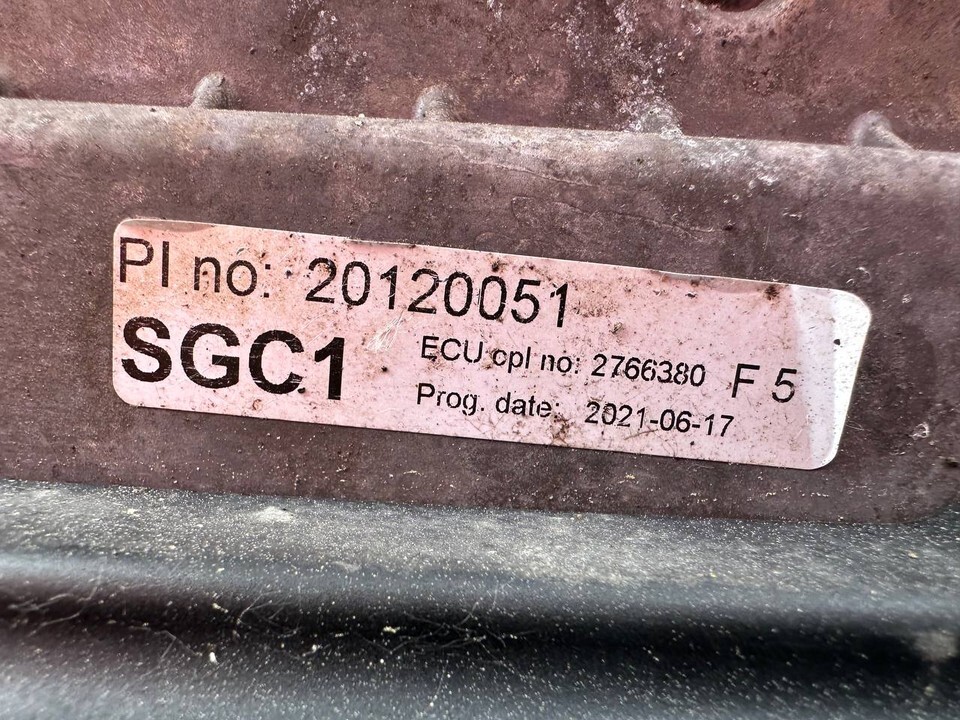 PI no: 20120051
SGC1
ECU cpl no: 2766380 F 5
Prog. date: 2021-06-17